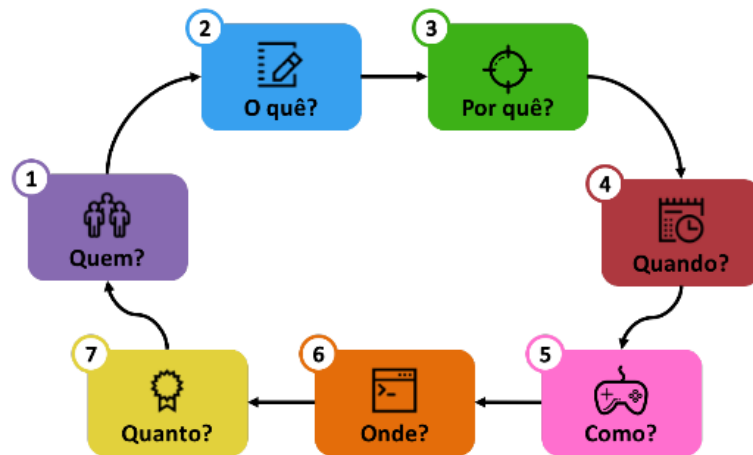 1
Quem?
2
O quê?
3
Por quê?
4
Quando?
5
Como?
6
Onde?
7
Quanto?